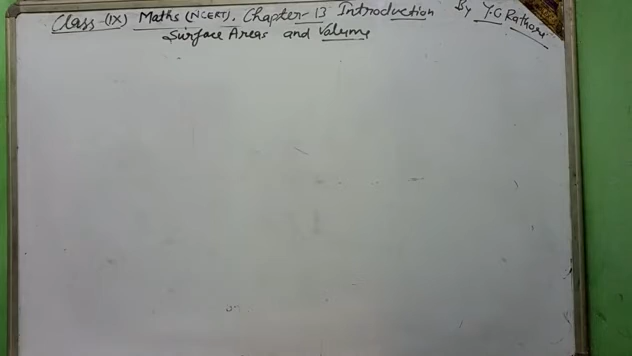 Class (IX) Maths (NCERT). Chapter-13 Introduction
Surface Areas and Volume
By Y.G Rathore